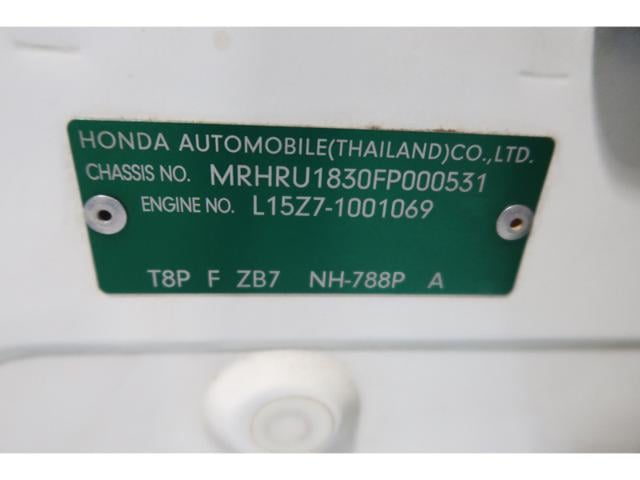 HONDA AUTOMOBILE(THAILAND)CO.,LTD.
CHASSIS NO. MRHRU1830FP000531
ENGINE NO. L15Z7-1001069
T8P F ZB7 NH-788P A